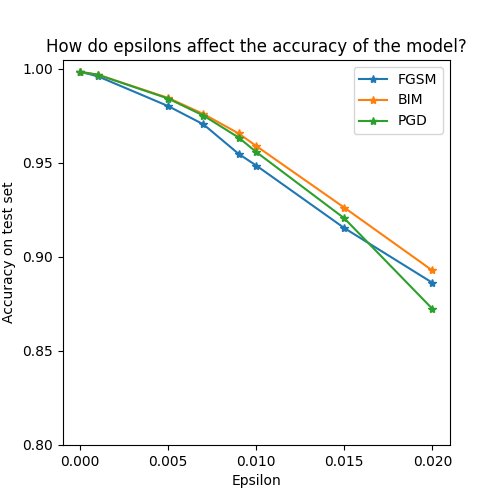 How do epsilons affect the accuracy of the model?
FGSM
BIM
PGD
Accuracy on test set
1.00
0.95
0.90
0.85
0.80
0.000 0.005 0.010 0.015 0.020
Epsilon